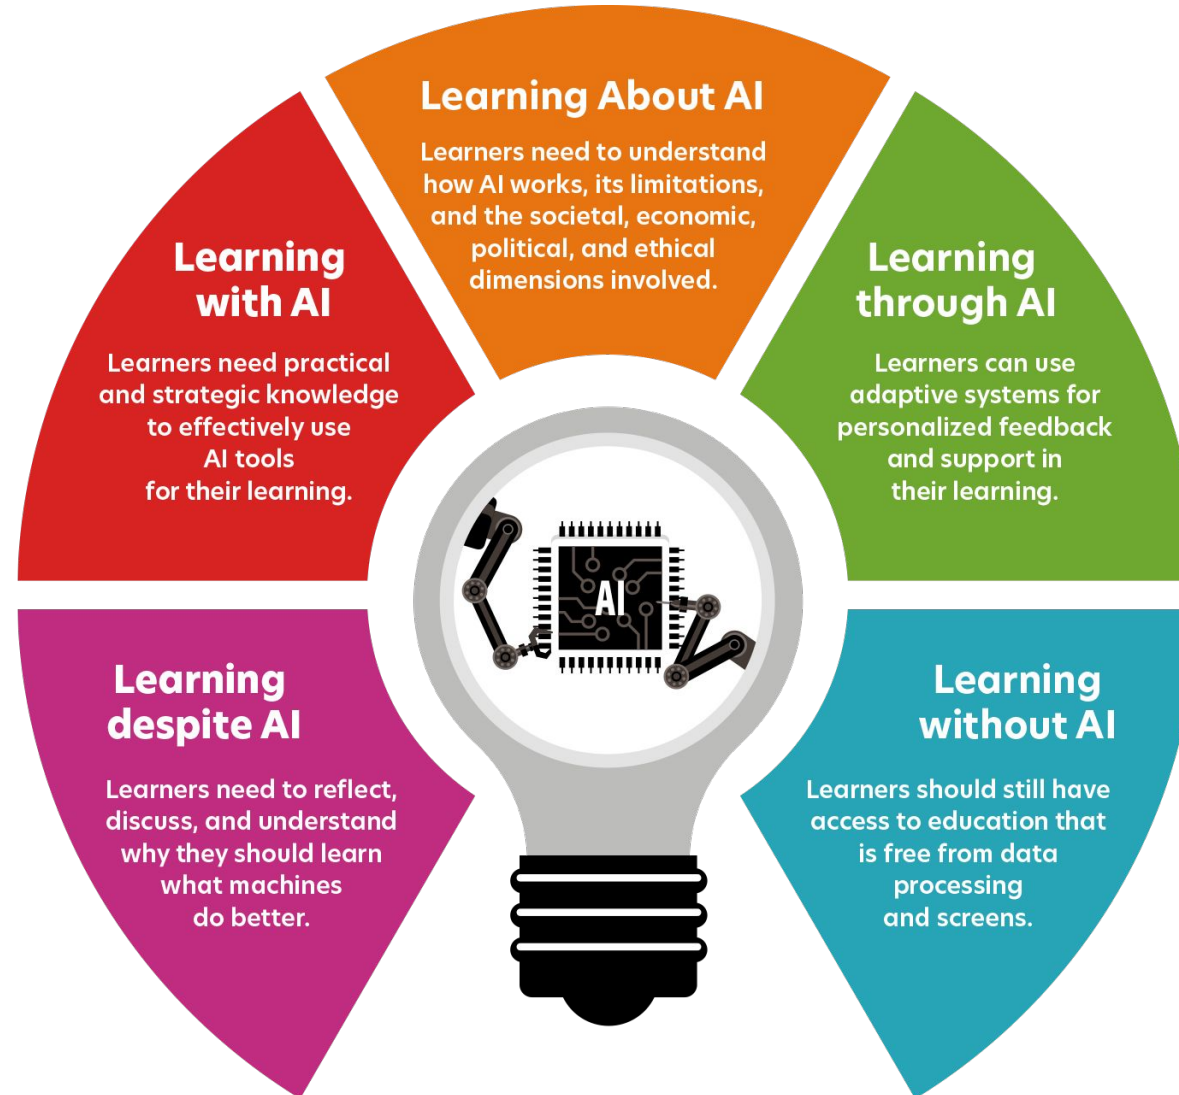 Learning About AI
Learners need to understand
how AI works, its limitations,
and the societal, economic,
political, and ethical
dimensions involved.
Learning
with AI
Learners need practical
and strategic knowledge
to effectively use
AI tools
for their learning.
Learning
through AI
Learners can use
adaptive systems for
personalized feedback
and support in
their learning.
AI
Learning
despite AI
Learners need to reflect,
discuss, and understand
why they should learn
what machines
do better.
Learning
without AI
Learners should still have
access to education that
is free from data
processing
and screens.